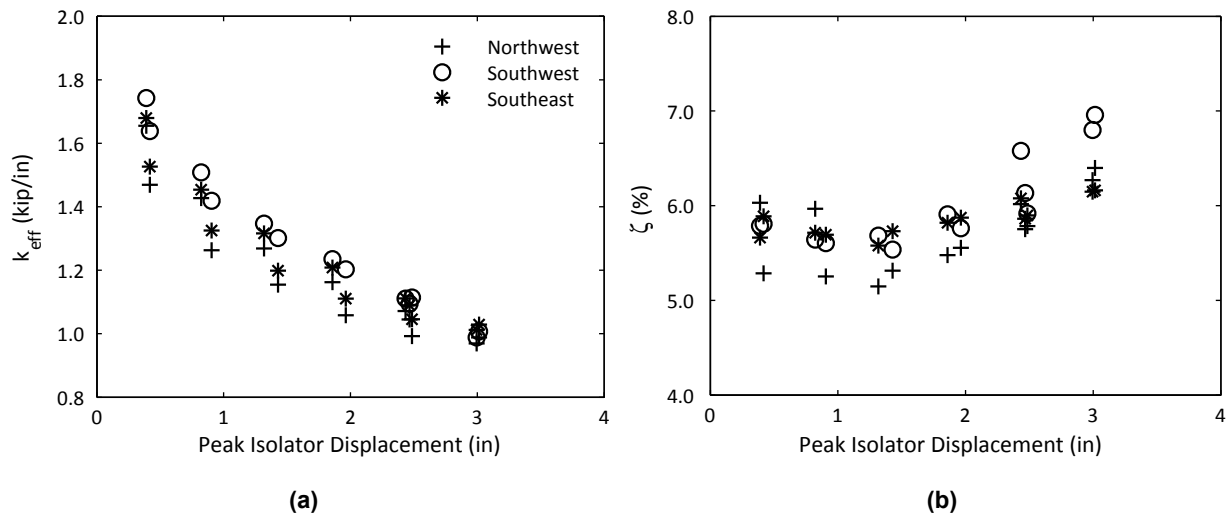 2.0
1.8
1.6
1.4
1.2
1.0
0.8
k_eff (kip/in)
0 1 2 3 4
Peak Isolator Displacement (in)
Northwest
Southwest
Southeast
(a)
8.0
7.0
6.0
5.0
4.0
ζ (%)
0 1 2 3 4
Peak Isolator Displacement (in)
(b)